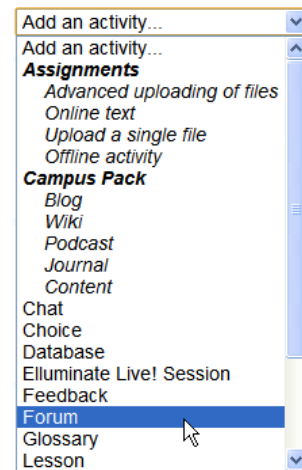 Add an activity...
Add an activity...
Assignments
Advanced uploading of files
Online text
Upload a single file
Offline activity
Campus Pack
Blog
Wiki
Podcast
Journal
Content
Chat
Choice
Database
Elluminate Live! Session
Feedback
Forum
Glossary
Lesson